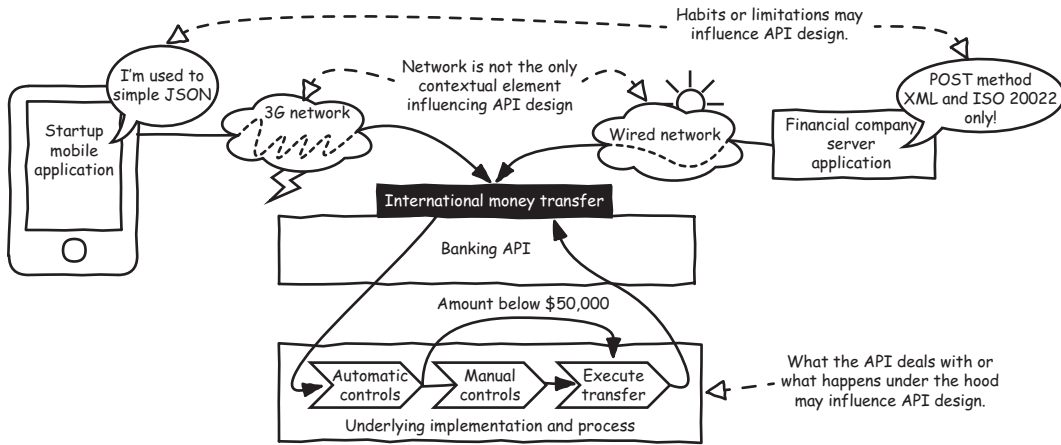 Habits or limitations may
influence API design.
I'm used to
simple JSON
Network is not the only
contextual element
influencing API design
POST method
XML and ISO 20022
only!
Startup
mobile
application
3G network
Wired network
Financial company
server
application
International money transfer
Banking API
Amount below $50,000
Automatic
controls
Manual
controls
Execute
transfer
Underlying implementation and process
What the API deals with or
what happens under the hood
may influence API design.